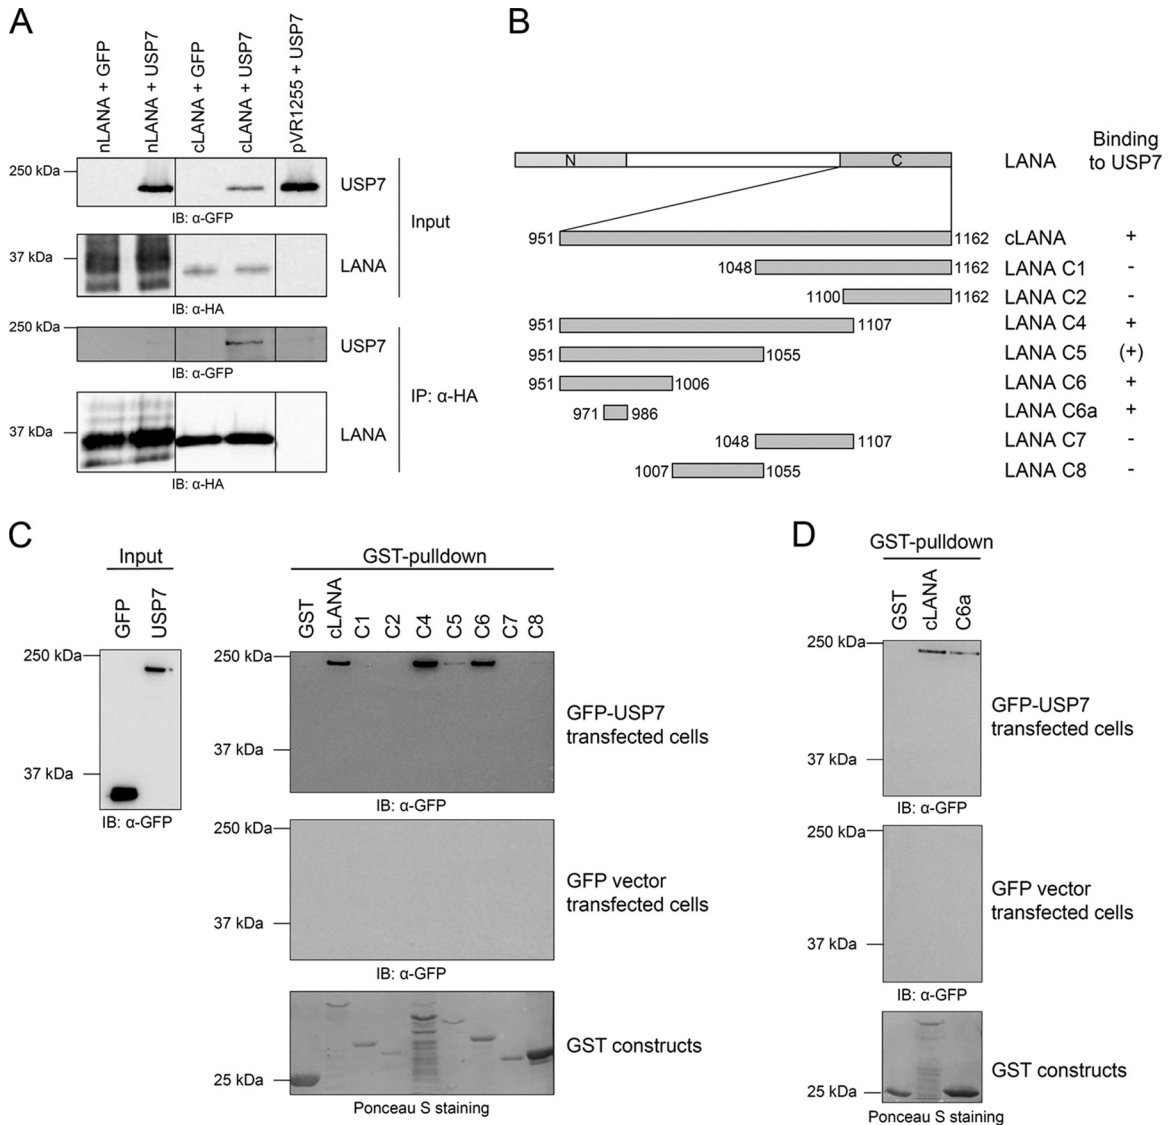 A
nLANA + GFP
nLANA + USP7
cLANA + GFP
cLANA + USP7
pVR1255 + USP7
250 kDa
USP7
IB: α-GFP
Input
37 kDa
LANA
IB: α-HA
250 kDa
USP7
IB: α-GFP
IP: α-HA
37 kDa
LANA
IB: α-HA
B
Binding
to USP7
N
C
LANA
951
1162
cLANA
+
1048
1162
LANA C1
-
1100
1162
LANA C2
-
951
1107
LANA C4
+
951
1055
LANA C5
(+)
951
1006
LANA C6
+
971
986
LANA C6a
+
1048
1107
LANA C7
-
1007
1055
LANA C8
-
C
Input
GFP
USP7
250 kDa
37 kDa
IB: α-GFP
GST-pulldown
GST
cLANA
C1
C2
C4
C5
C6
C7
C8
250 kDa
37 kDa
GFP-USP7
transfected cells
IB: α-GFP
250 kDa
37 kDa
GFP vector
transfected cells
IB: α-GFP
25 kDa
GST constructs
Ponceau S staining
D
GST-pulldown
GST
cLANA
C6a
250 kDa
37 kDa
GFP-USP7
transfected cells
IB: α-GFP
250 kDa
37 kDa
GFP vector
transfected cells
IB: α-GFP
25 kDa
GST constructs
Ponceau S staining